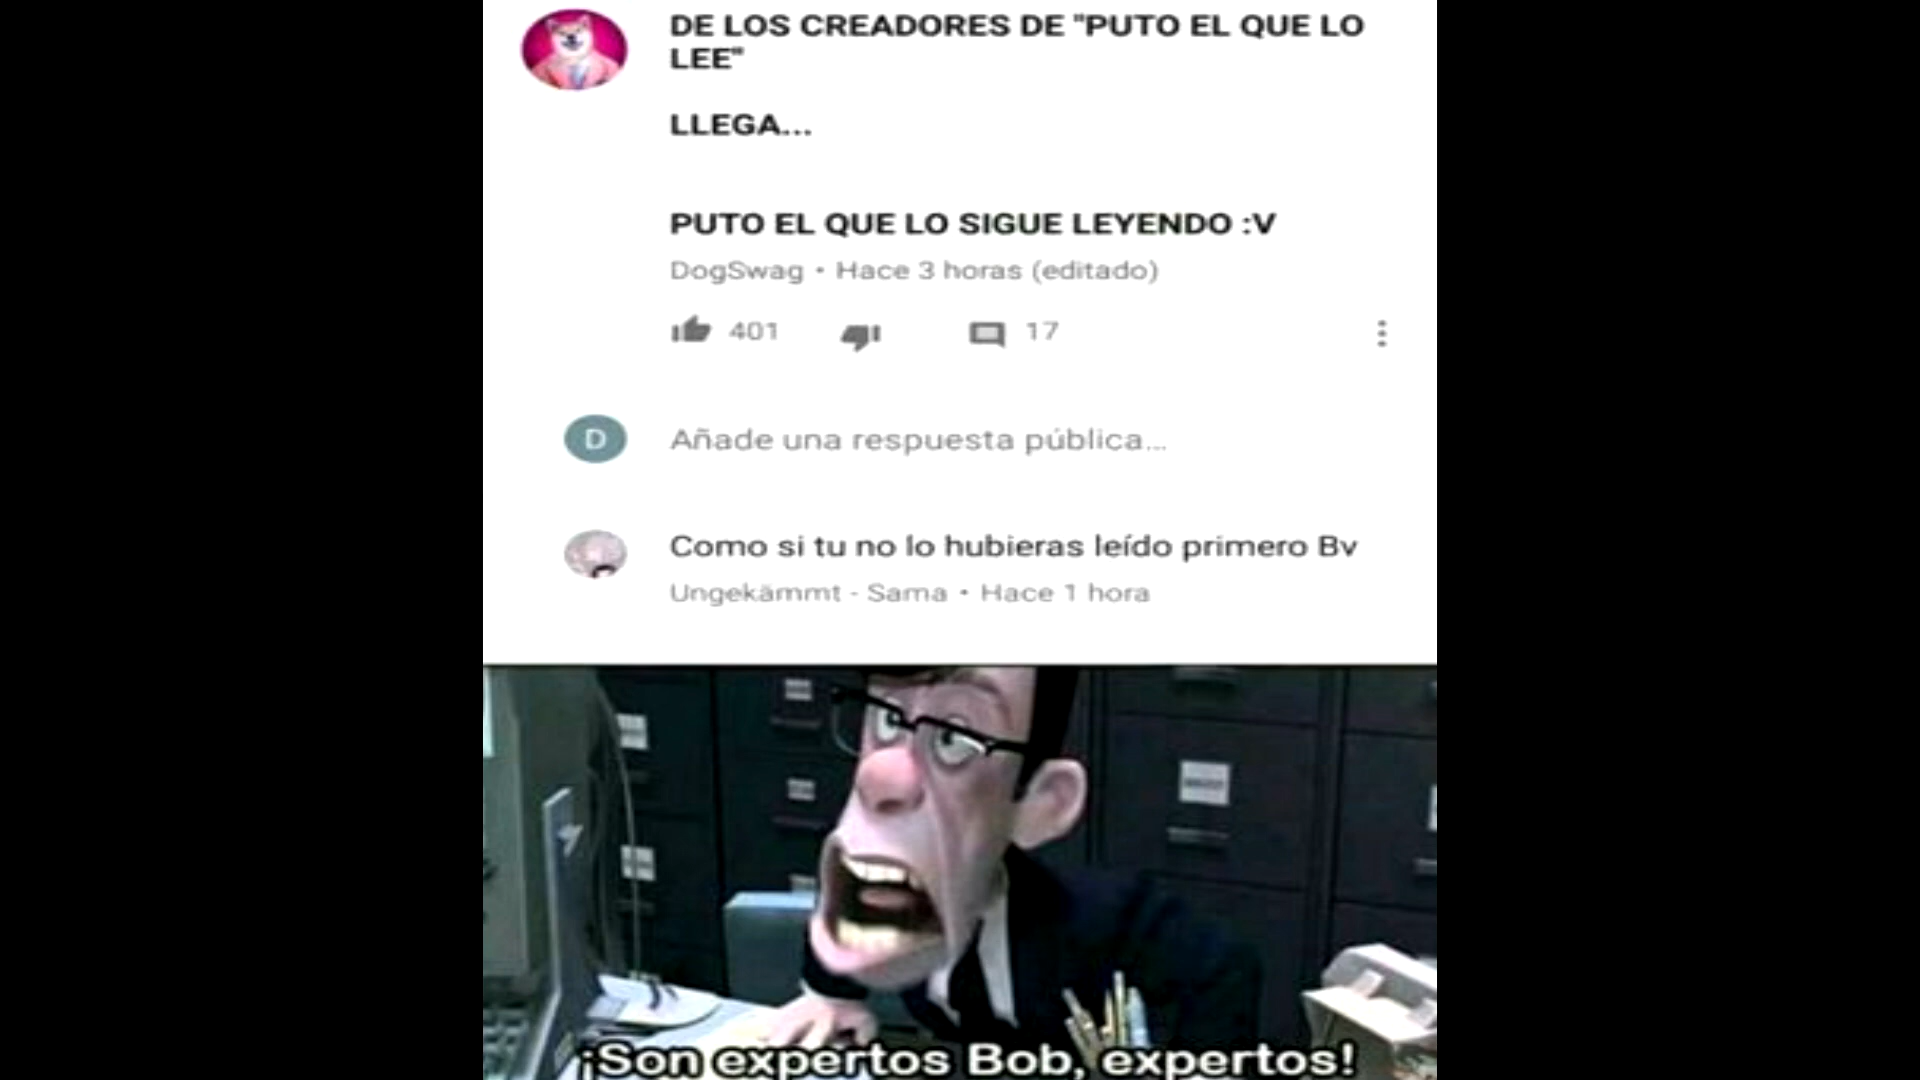 DE LOS CREADORES DE "PUTO EL QUE LO
LEE"
LLEGA...
PUTO EL QUE LO SIGUE LEYENDO :V
DogSwag • Hace 3 horas (editado)
401
17
D
Añade una respuesta pública...
Como si tu no lo hubieras leído primero Bv
Ungekämmt - Sama • Hace 1 hora
¡Son expertos Bob, expertos!